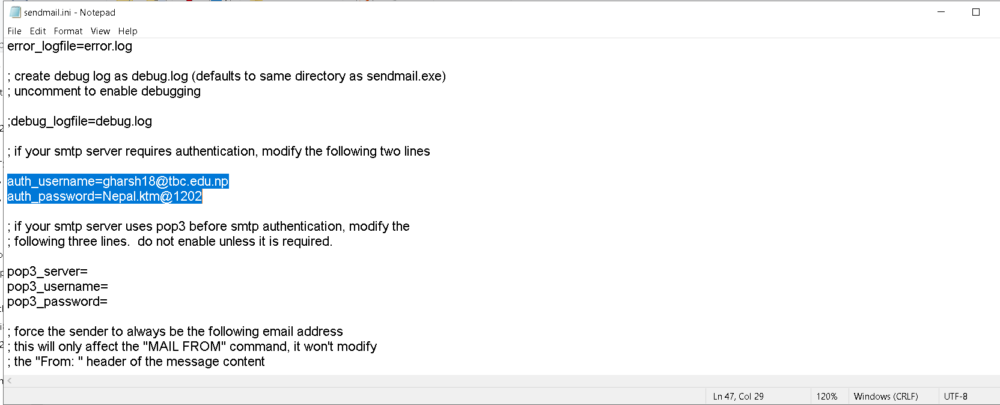 sendmail.ini - Notepad
File Edit Format View Help
error_logfile=error.log
; create debug log as debug.log (defaults to same directory as sendmail.exe)
; uncomment to enable debugging
;debug_logfile=debug.log
; if your smtp server requires authentication, modify the following two lines
auth_username=gharsh18@tbc.edu.np
auth_password=Nepal.ktm@1202
; if your smtp server uses pop3 before smtp authentication, modify the
; following three lines.  do not enable unless it is required.
pop3_server=
pop3_username=
pop3_password=
; force the sender to always be the following email address
; this will only affect the "MAIL FROM" command, it won't modify
; the "From: " header of the message content
Ln 47, Col 29 120% Windows (CRLF) UTF-8